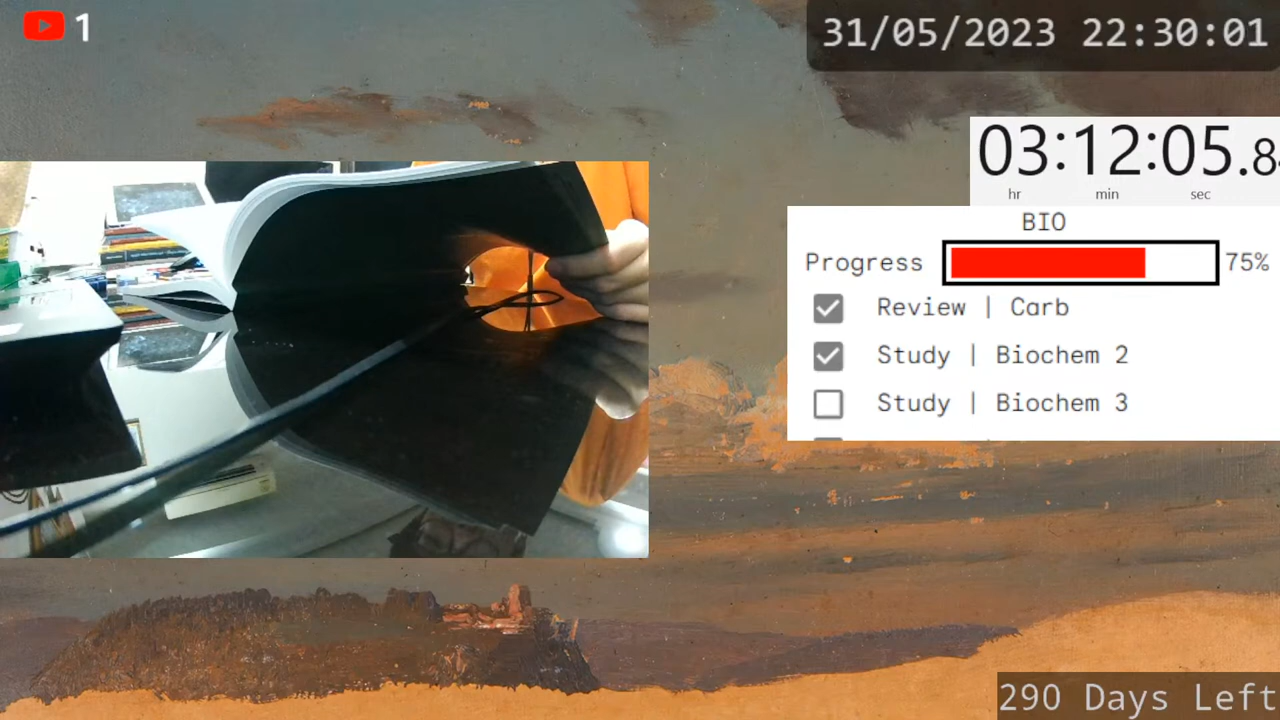 1
31/05/2023 22:30:01
03:12:05.8
hr min sec
BIO
Progress 75%
Review | Carb
Study | Biochem 2
Study | Biochem 3
290 Days Left